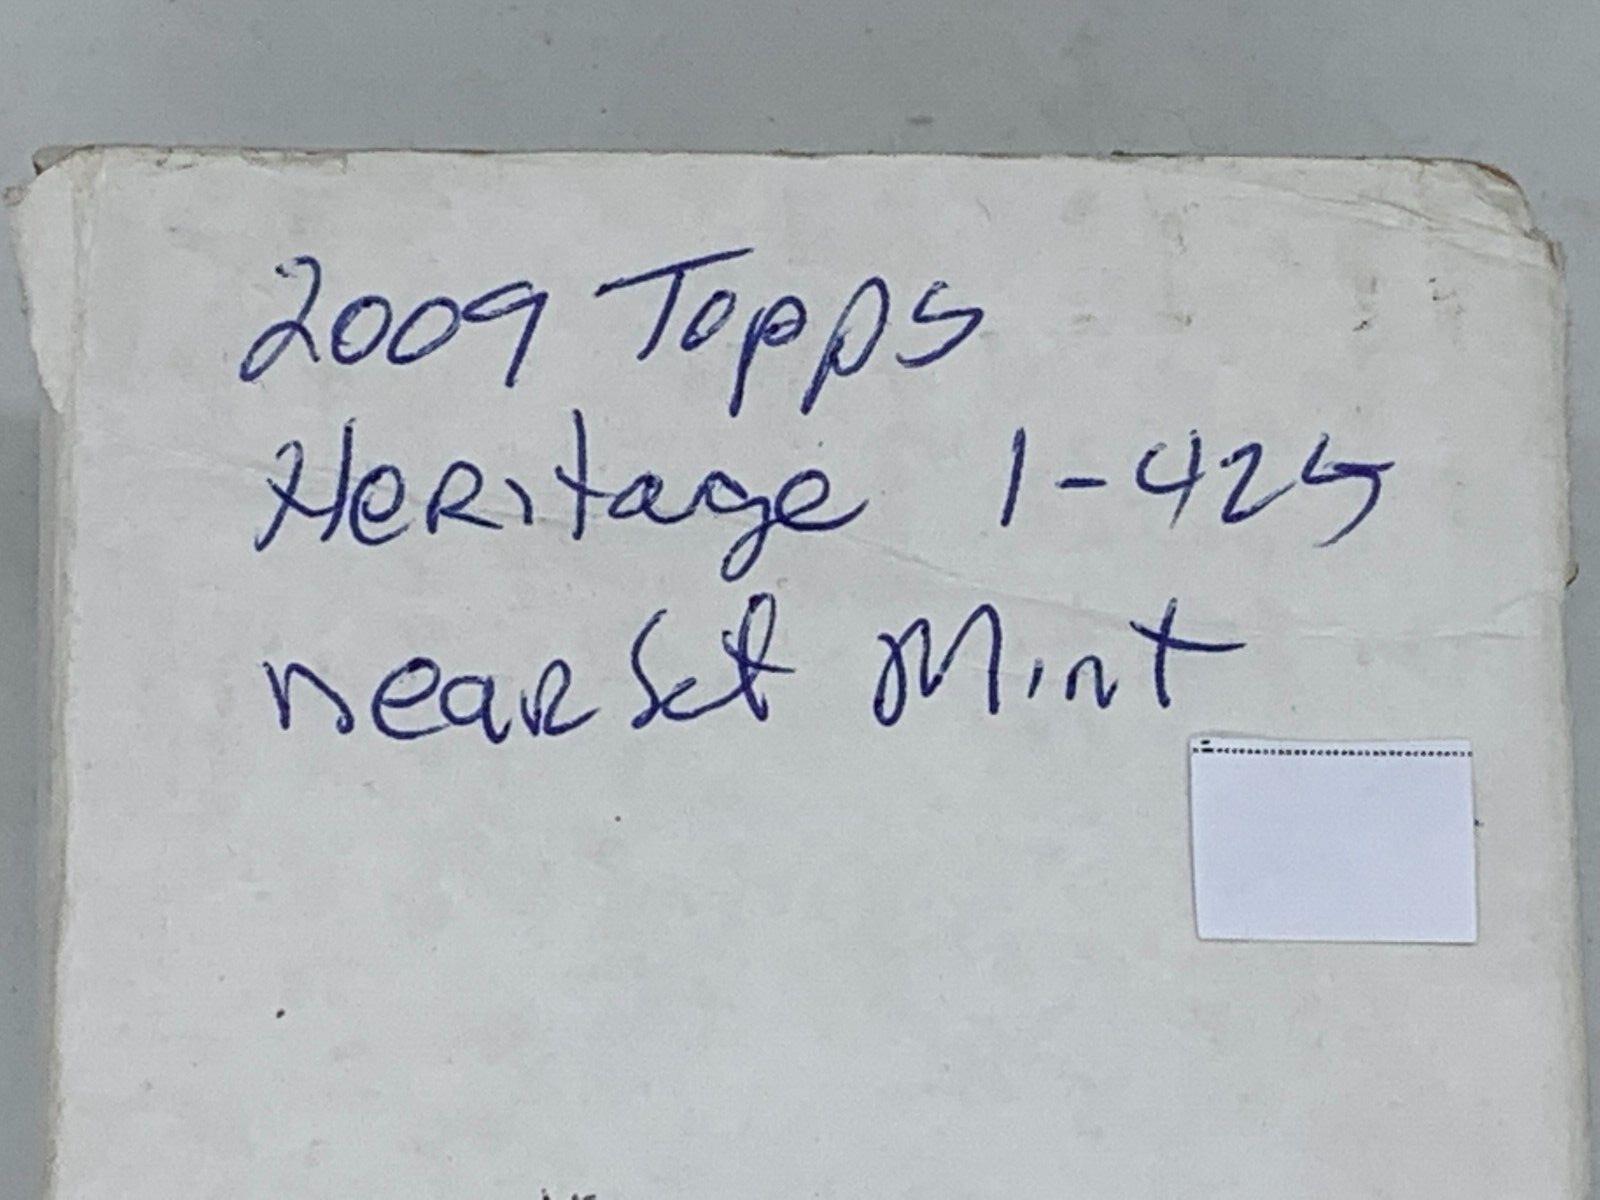 2009 Topps
Heritage 1-425
near Set Mint